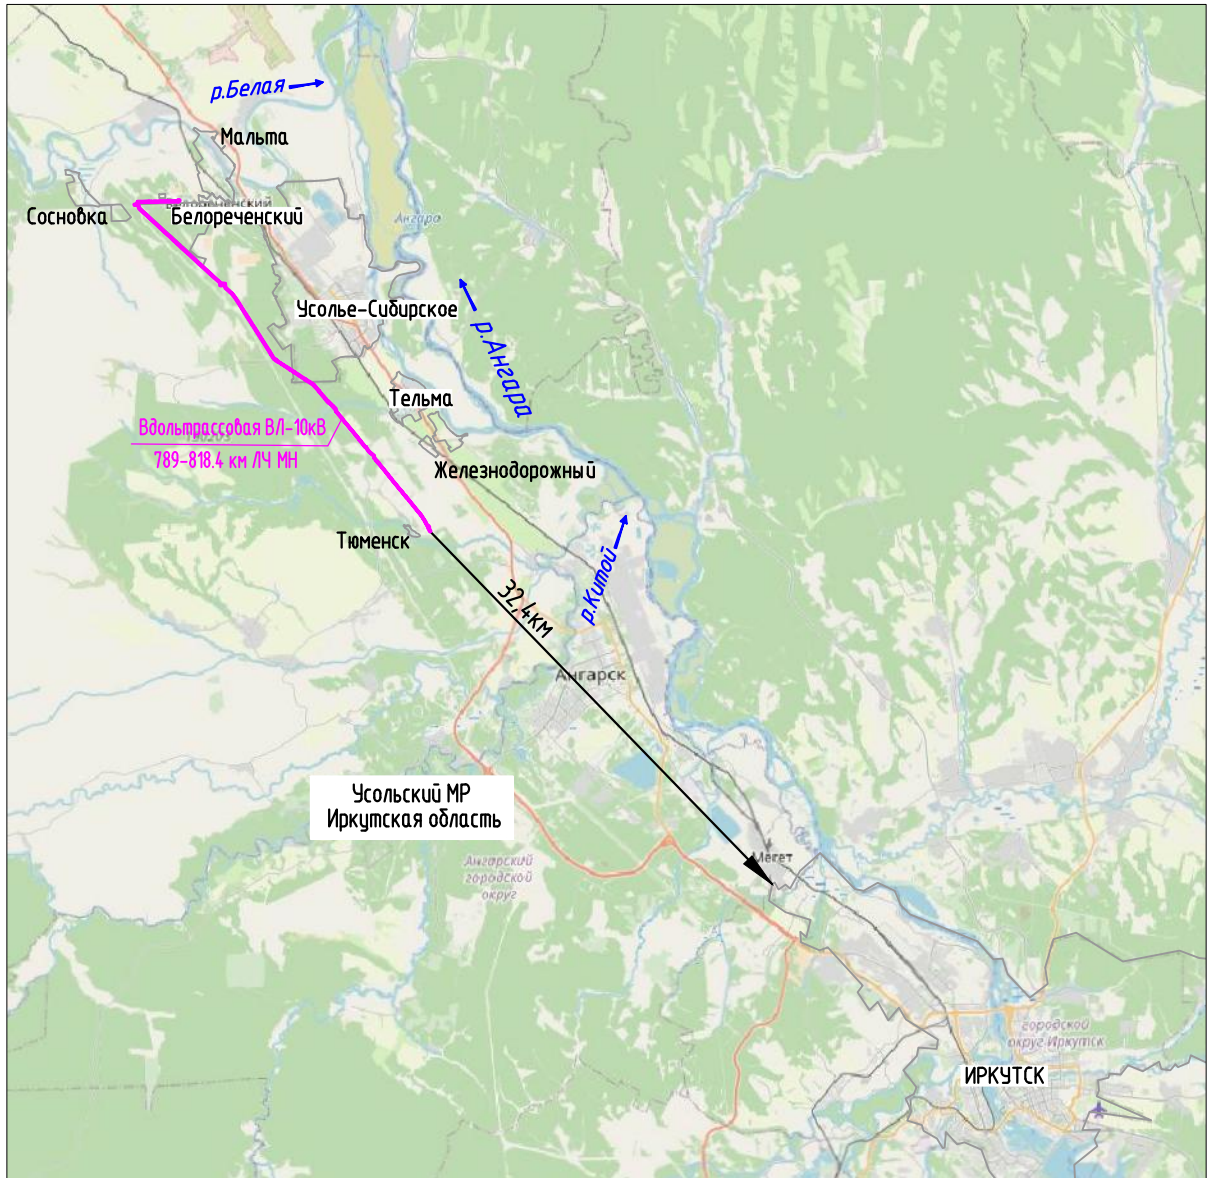 р.Белая
Мальта
Белореченский
Сосновка
Белореченский
Ангара
Усолье-Сибирское
р.Ангара
Тельма
Вдольтрассовая ВЛ-10кВ
789-818.4 км ЛЧ МН
Железнодорожный
Тюменск
р.Китой
32,4км
Ангарск
Усольский МР
Иркутская область
Ангарский
городской
округ
Мегет
городской
округ Иркутск
ИРКУТСК